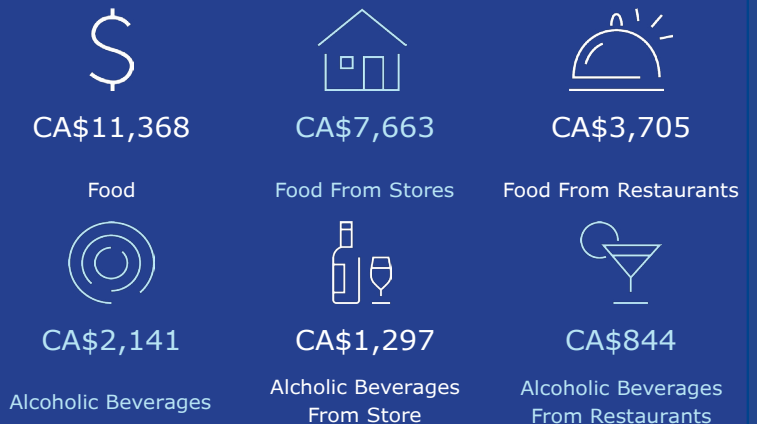 CA$11,368
CA$7,663
CA$3,705
Food
Food From Stores
Food From Restaurants
CA$2,141
CA$1,297
CA$844
Alcoholic Beverages
Alcholic Beverages
From Store
Alcoholic Beverages
From Restaurants